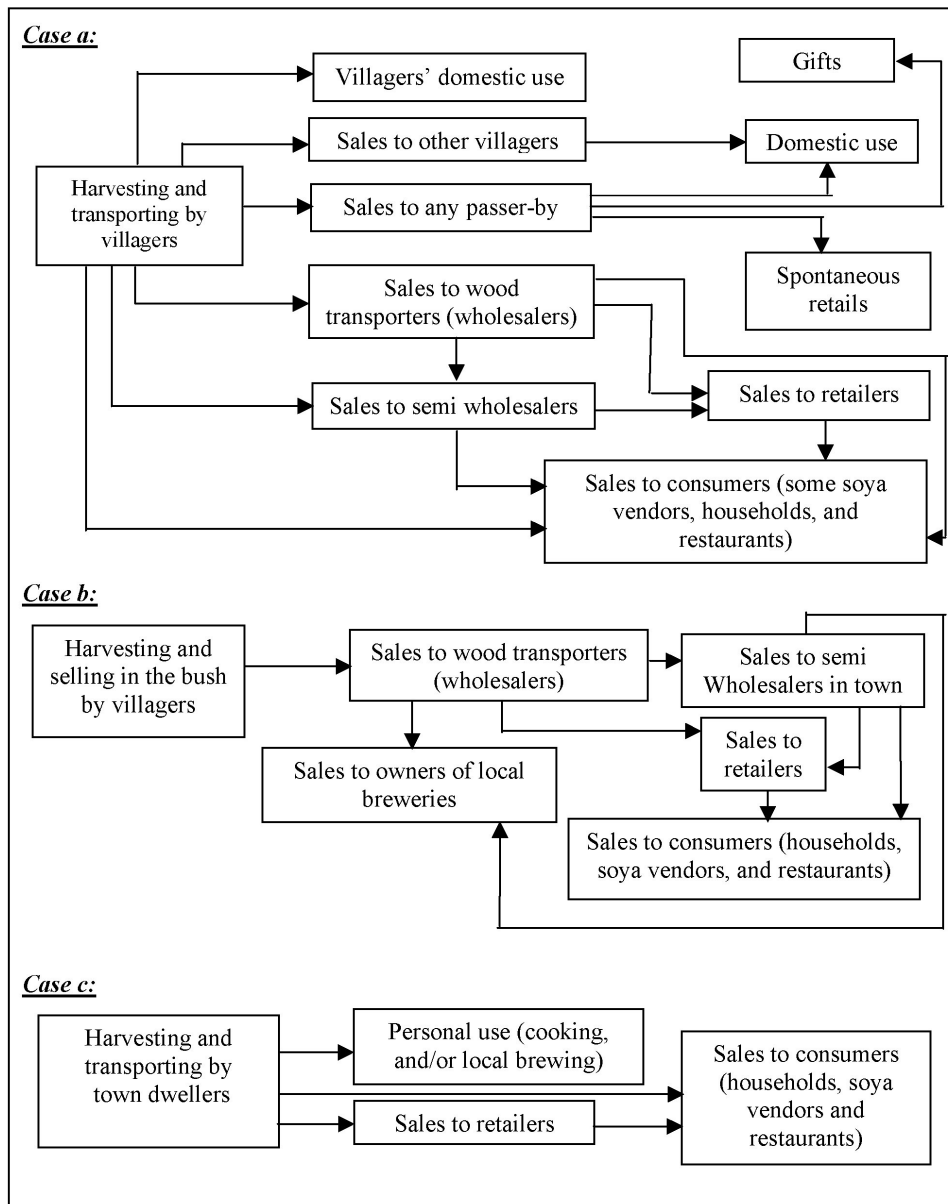 Case a:
Villagers’ domestic use
Gifts
Sales to other villagers
Domestic use
Harvesting and
transporting by
villagers
Sales to any passer-by
Spontaneous
retails
Sales to wood
transporters (wholesalers)
Sales to semi wholesalers
Sales to retailers
Sales to consumers (some soya
vendors, households, and
restaurants)
Case b:
Harvesting and
selling in the bush
by villagers
Sales to wood transporters
(wholesalers)
Sales to semi
Wholesalers in town
Sales to
retailers
Sales to owners of local
breweries
Sales to consumers (households,
soya vendors, and restaurants)
Case c:
Harvesting and
transporting by
town dwellers
Personal use (cooking,
and/or local brewing)
Sales to retailers
Sales to consumers
(households, soya
vendors and
restaurants)